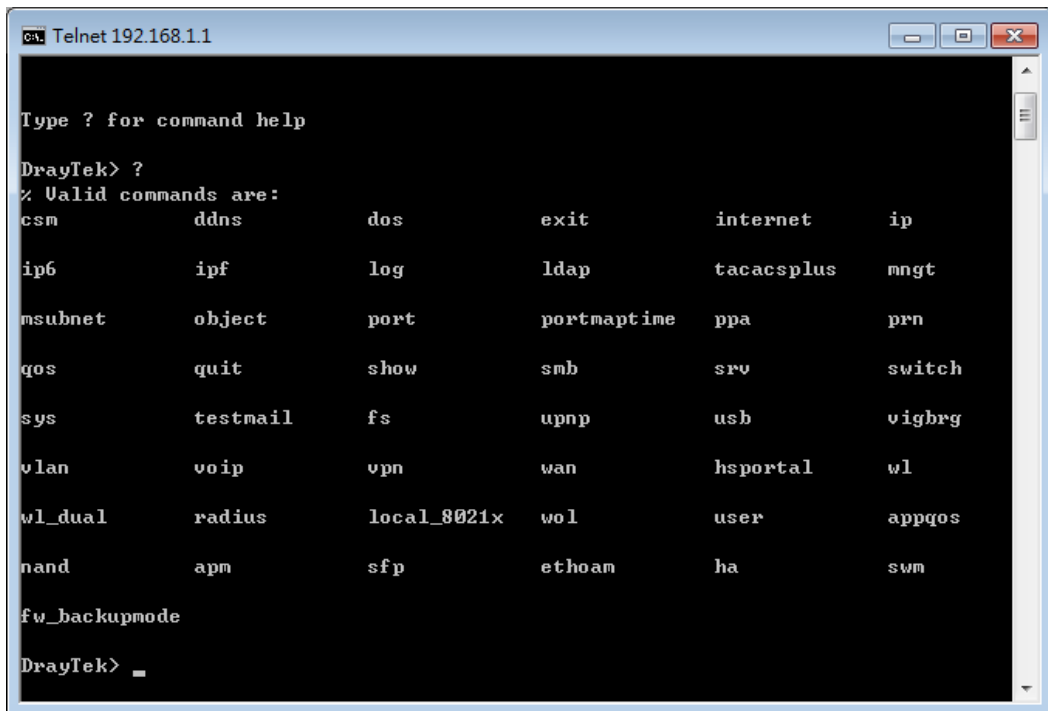 Telnet 192.168.1.1
Type ? for command help
DrayTek> ?
% Valid commands are:
csm ddns dos exit internet ip
ip6 ipf log ldap tacacsplus mngt
msubnet object port portmaptime ppa prn
qos quit show smb srv switch
sys testmail fs upnp usb vigbrg
vlan voip vpn wan hsportal wl
wl_dual radius local_8021x wol user appqos
nand apm sfp ethoam ha swm
fw_backupmode
DrayTek> _